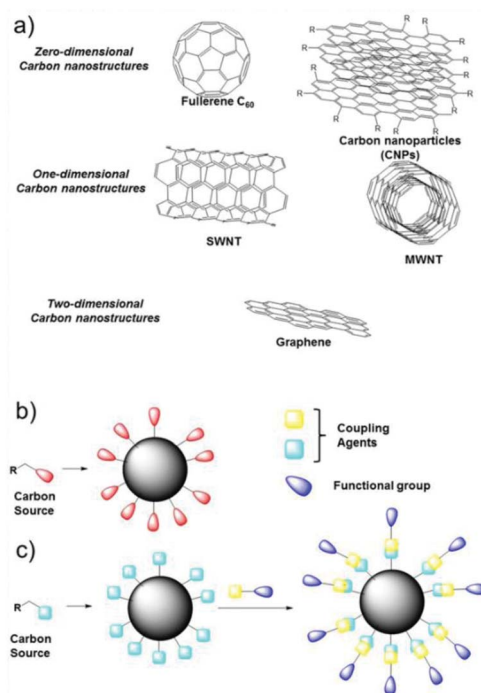 a)
Zero-dimensional
Carbon nanostructures
Fullerene C60
R
R
R
R
R
R
R
R
R
R
R
R
Carbon nanoparticles
(CNPs)
One-dimensional
Carbon nanostructures
SWNT
MWNT
Two-dimensional
Carbon nanostructures
Graphene
b)
R
Carbon
Source
Coupling
Agents
Functional group
c)
R
Carbon
Source